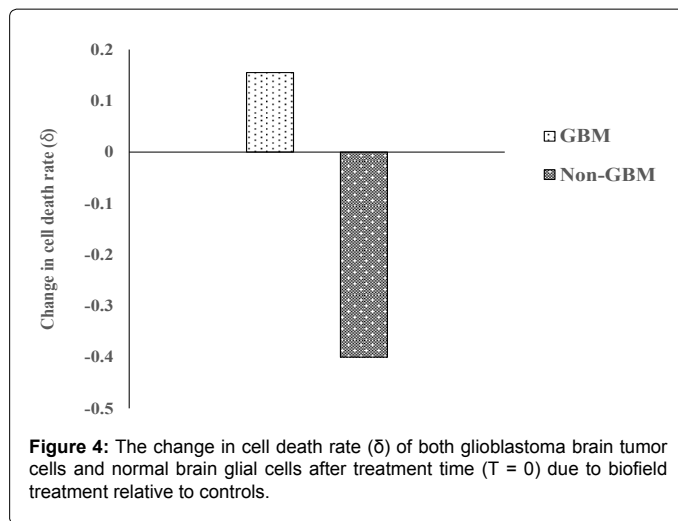 0.2
0.1
0
-0.1
-0.2
-0.3
-0.4
-0.5
Change in cell death rate (δ)
GBM
Non-GBM
Figure 4: The change in cell death rate (δ) of both glioblastoma brain tumor
cells and normal brain glial cells after treatment time (T = 0) due to biofield
treatment relative to controls.